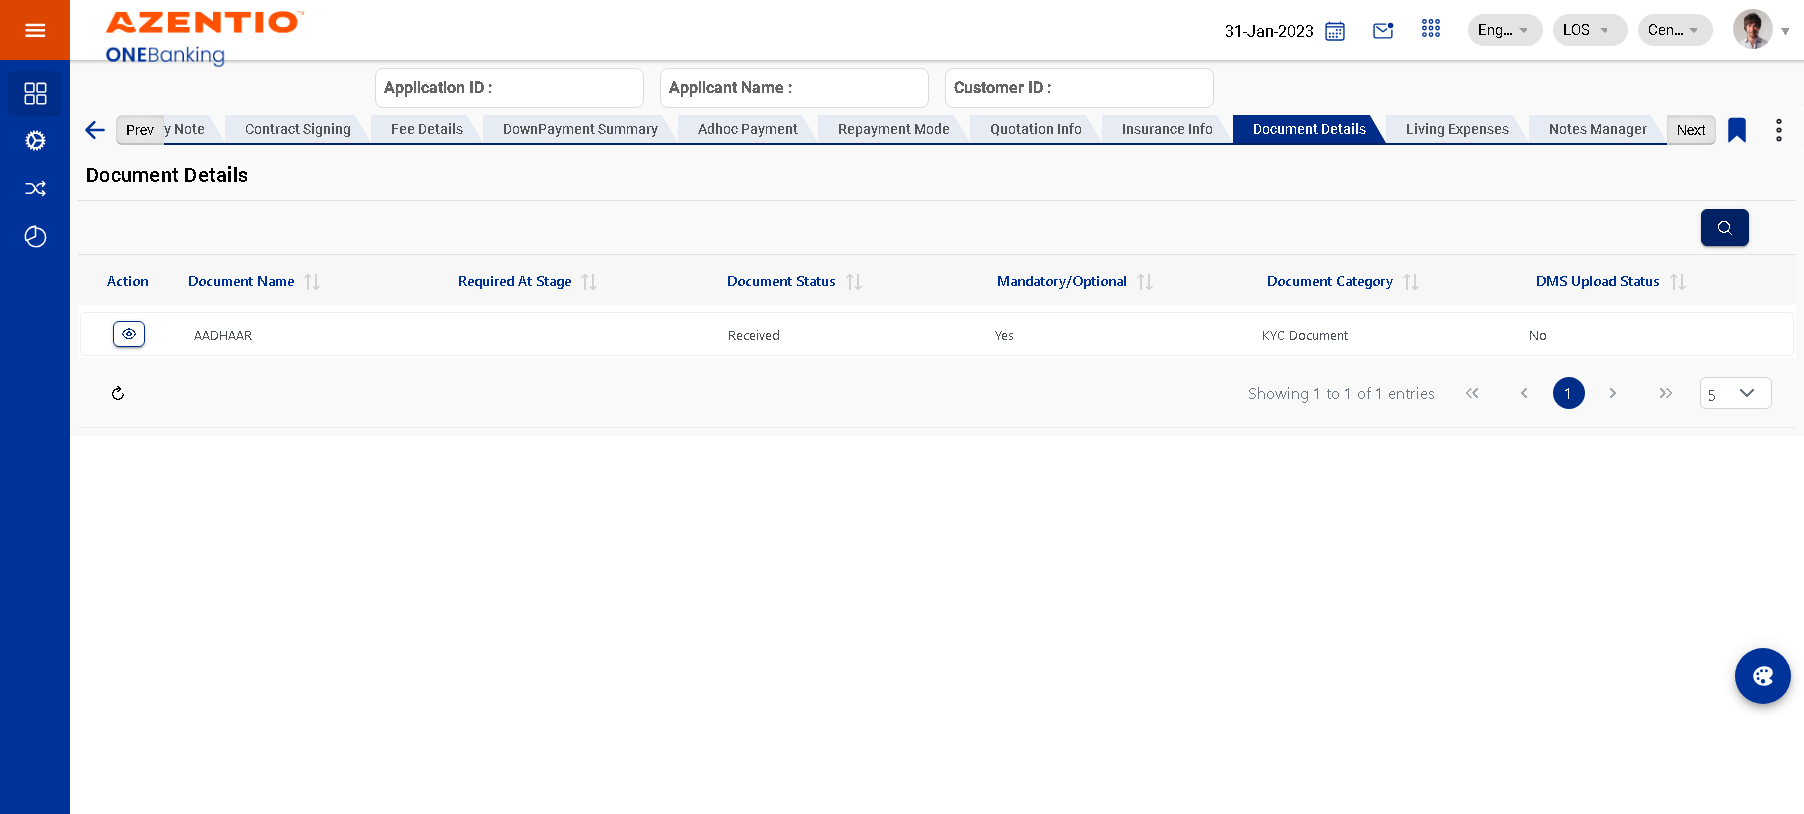 AZENTIO™
ONEBanking
31-Jan-2023
Eng...
LOS
Cen...
Application ID :
Applicant Name :
Customer ID :
Prev
y Note
Contract Signing
Fee Details
DownPayment Summary
Adhoc Payment
Repayment Mode
Quotation Info
Insurance Info
Document Details
Living Expenses
Notes Manager
Next
Document Details
Action
Document Name
Required At Stage
Document Status
Mandatory/Optional
Document Category
DMS Upload Status
AADHAAR
Received
Yes
KYC Document
No
Showing 1 to 1 of 1 entries
1
5